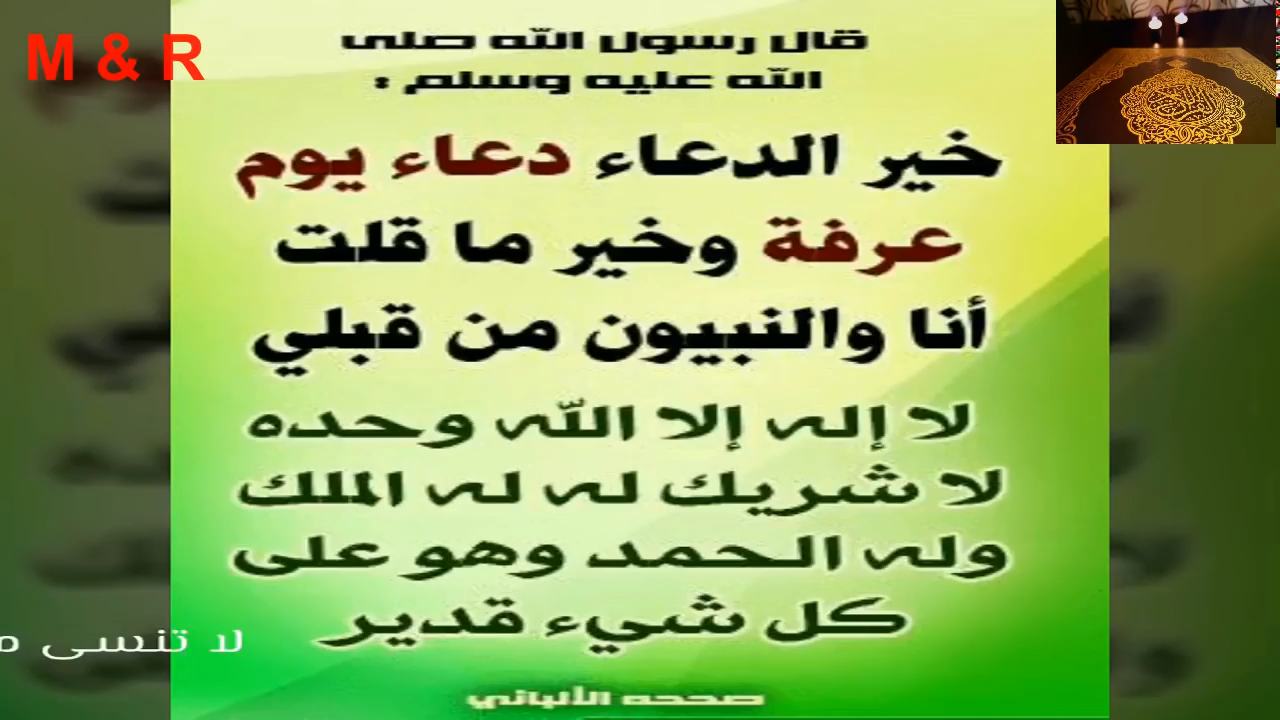 M & R
قال رسول الله صلى
الله عليه وسلم :
خير الدعاء دعاء يوم
عرفة وخير ما قلت
أنا والنبيون من قبلي
لا إله إلا الله وحده
لا شريك له له الملك
وله الحمد وهو على
كل شيء قدير
لا تنسى
صححه الألباني